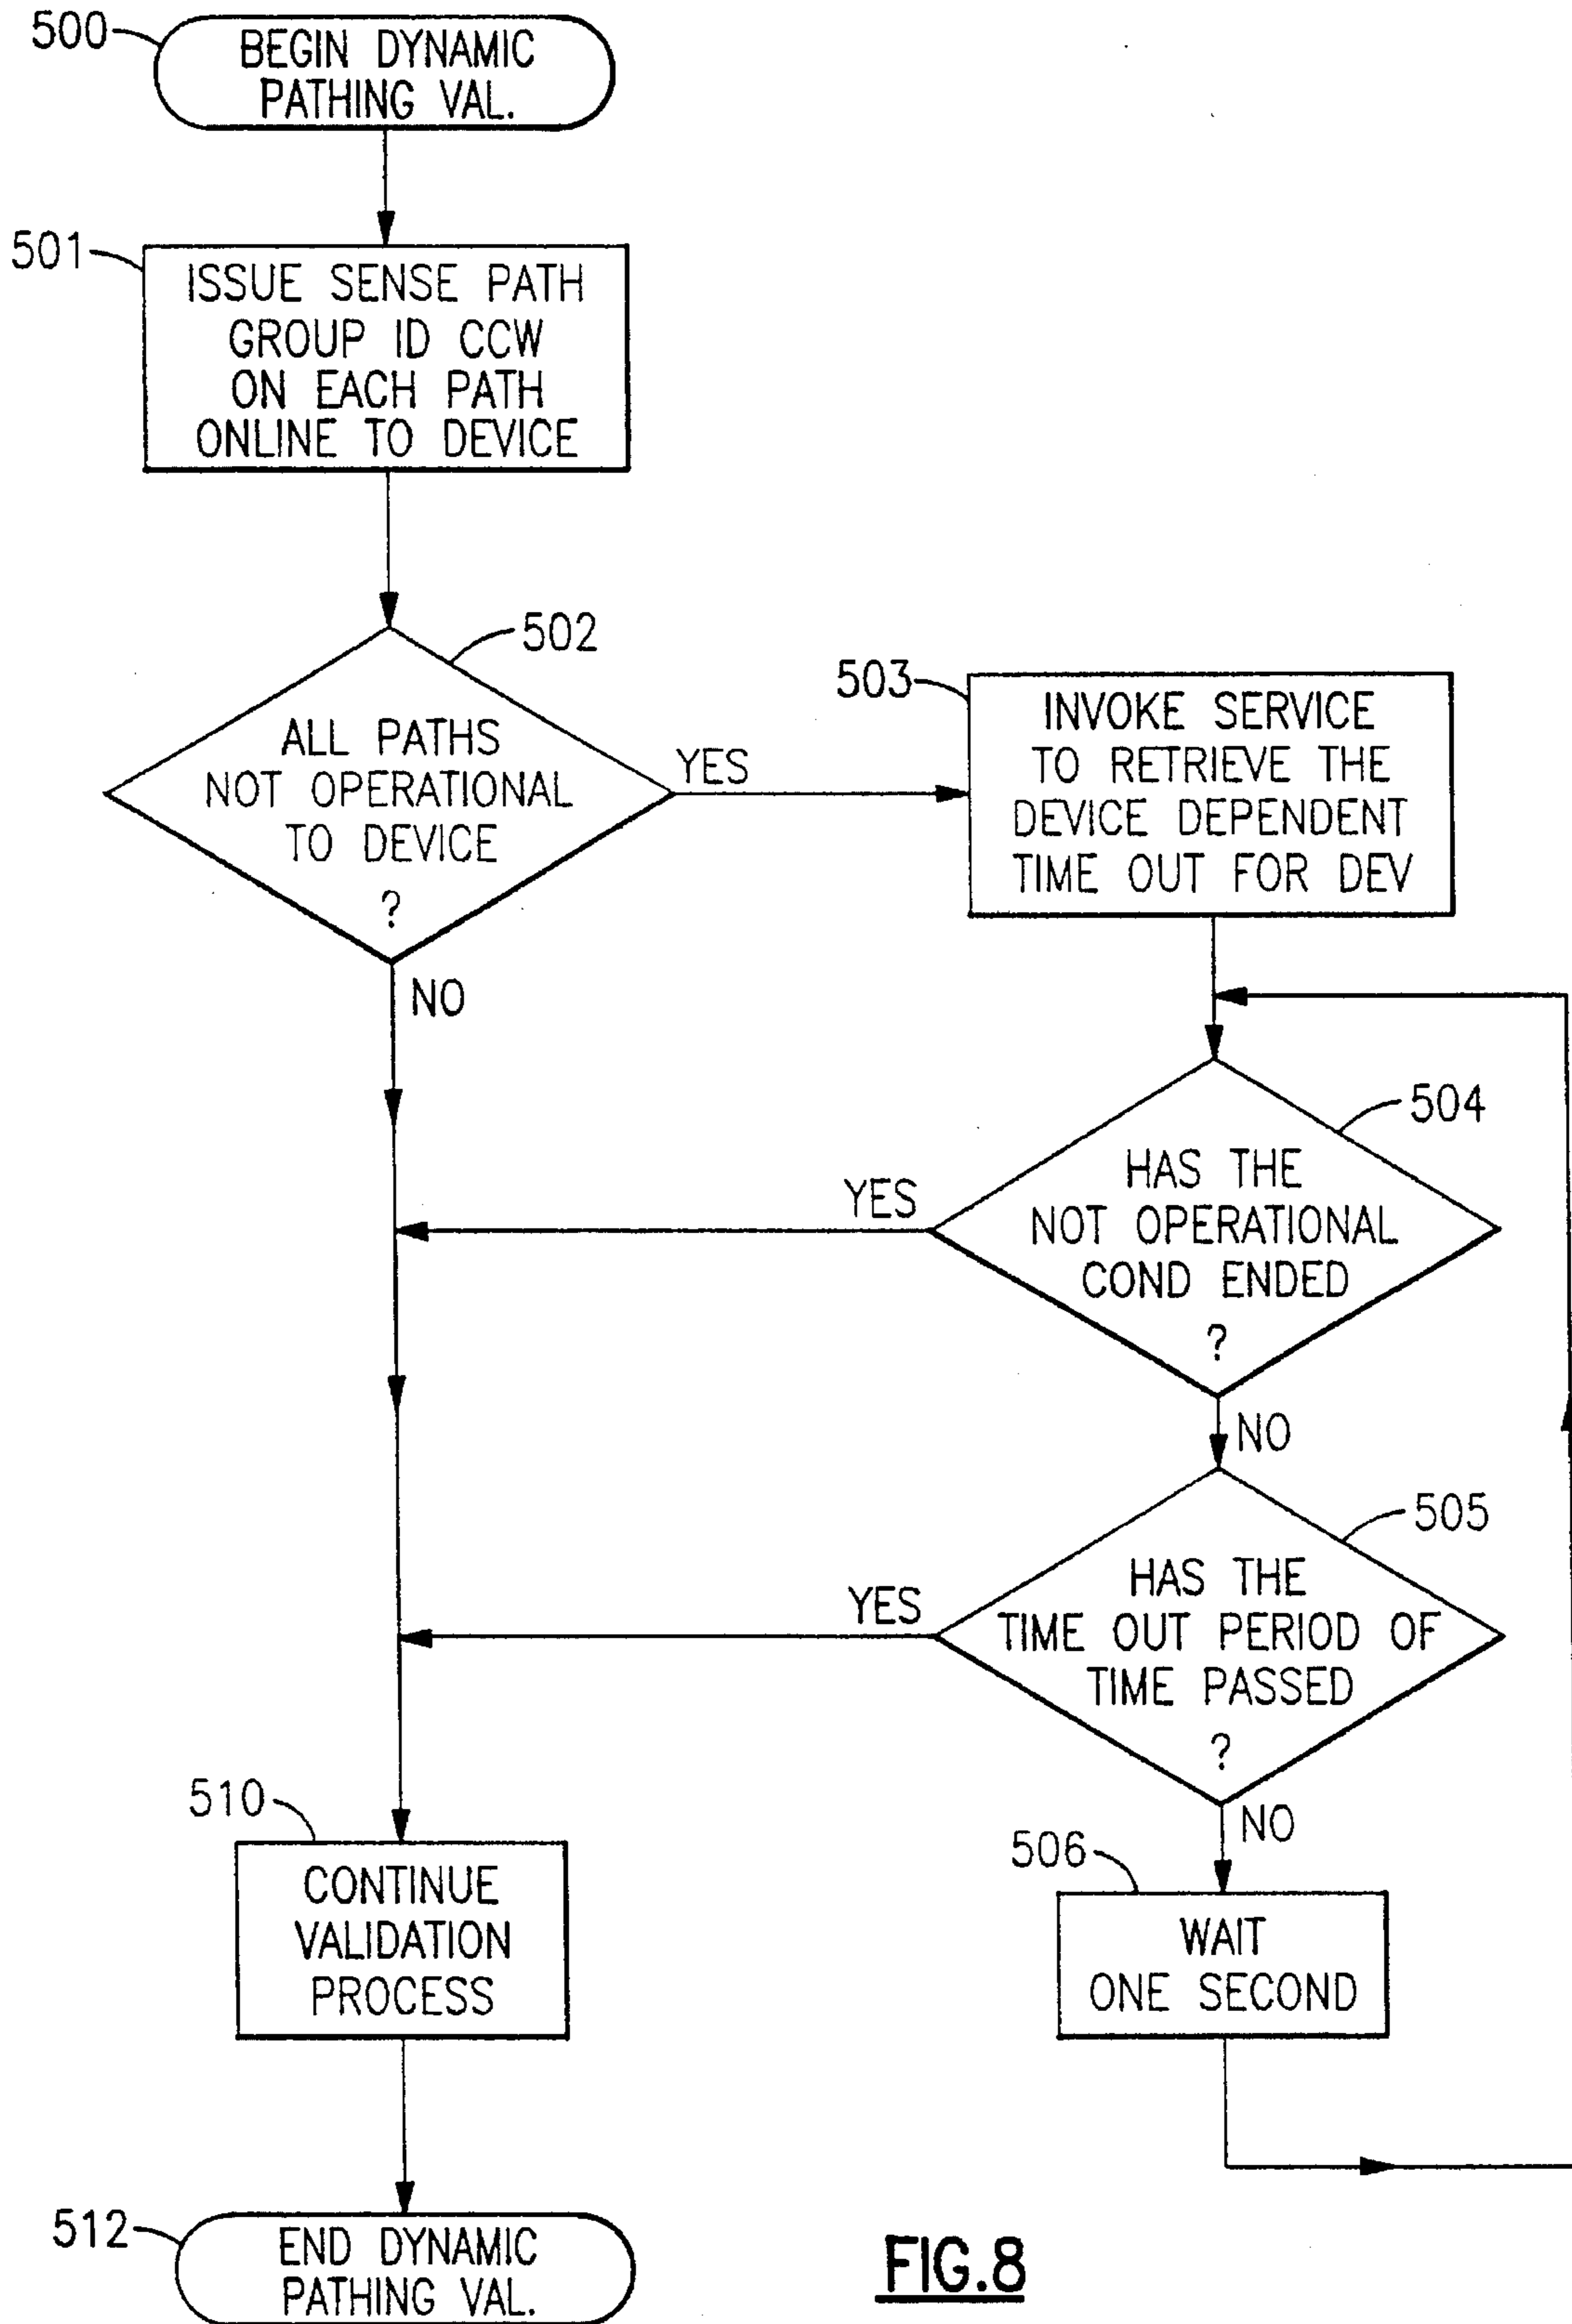 500
BEGIN DYNAMIC
PATHING VAL.
501
ISSUE SENSE PATH
GROUP ID CCW
ON EACH PATH
ONLINE TO DEVICE
502
ALL PATHS
NOT OPERATIONAL
TO DEVICE
?
YES
NO
503
INVOKE SERVICE
TO RETRIEVE THE
DEVICE DEPENDENT
TIME OUT FOR DEV
504
HAS THE
NOT OPERATIONAL
COND ENDED
?
YES
NO
505
HAS THE
TIME OUT PERIOD OF
TIME PASSED
?
YES
NO
506
WAIT
ONE SECOND
510
CONTINUE
VALIDATION
PROCESS
512
END DYNAMIC
PATHING VAL.
FIG.8